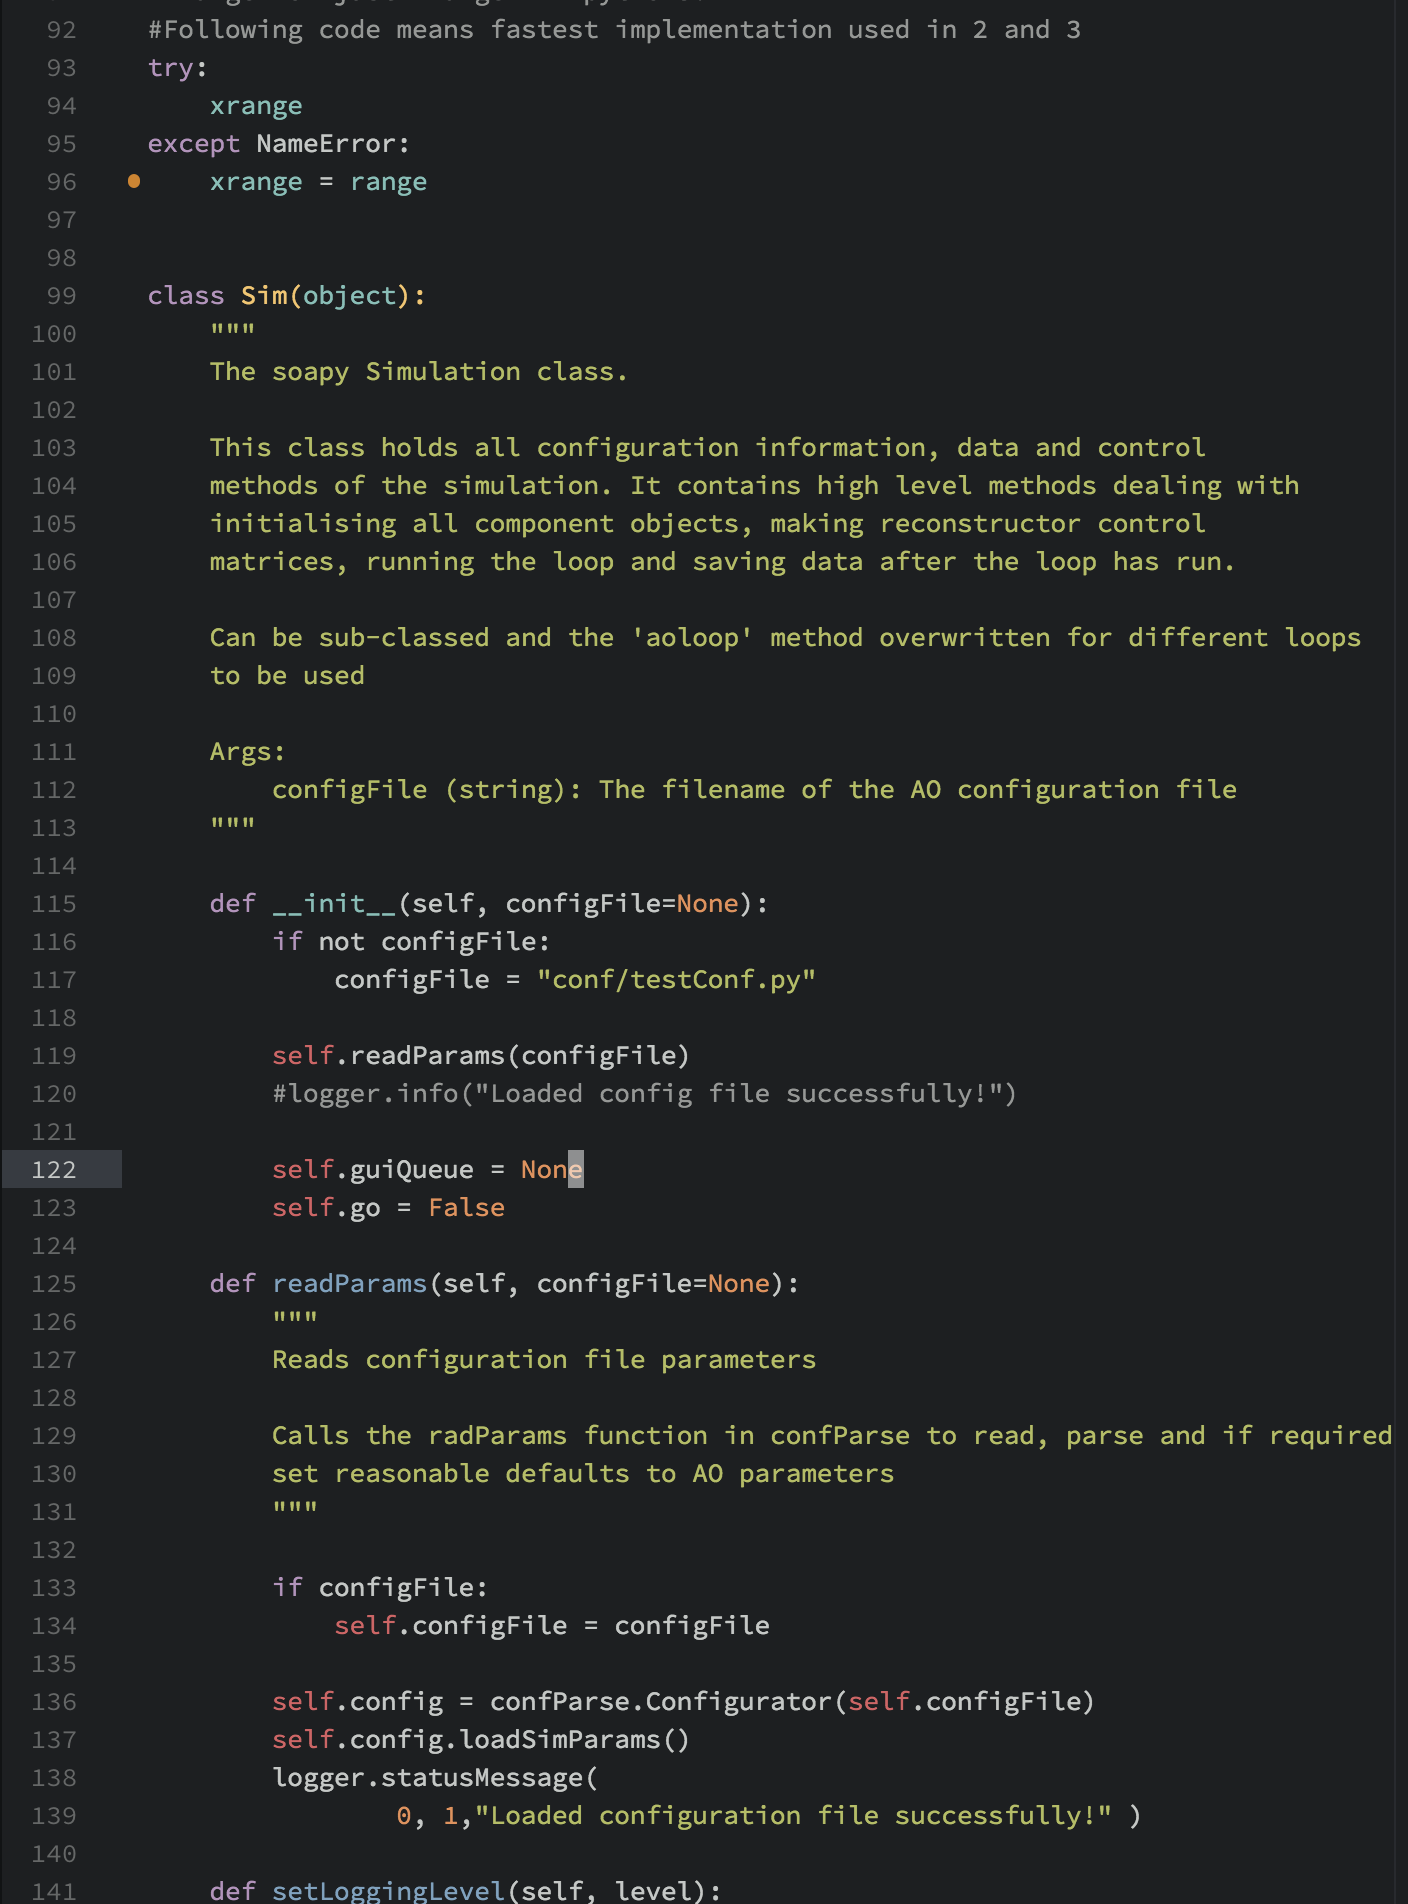 92 #Following code means fastest implementation used in 2 and 3
93 try:
94     xrange
95 except NameError:
96     xrange = range
97
98
99 class Sim(object):
100     """
101     The soapy Simulation class.
102
103     This class holds all configuration information, data and control
104     methods of the simulation. It contains high level methods dealing with
105     initialising all component objects, making reconstructor control
106     matrices, running the loop and saving data after the loop has run.
107
108     Can be sub-classed and the 'aoloop' method overwritten for different loops
109     to be used
110
111     Args:
112         configFile (string): The filename of the AO configuration file
113     """
114
115     def __init__(self, configFile=None):
116         if not configFile:
117             configFile = "conf/testConf.py"
118
119         self.readParams(configFile)
120         #logger.info("Loaded config file successfully!")
121
122         self.guiQueue = None
123         self.go = False
124
125     def readParams(self, configFile=None):
126         """
127         Reads configuration file parameters
128
129         Calls the radParams function in confParse to read, parse and if required
130         set reasonable defaults to AO parameters
131         """
132
133         if configFile:
134             self.configFile = configFile
135
136         self.config = confParse.Configurator(self.configFile)
137         self.config.loadSimParams()
138         logger.statusMessage(
139                 0, 1,"Loaded configuration file successfully!" )
140
141     def setLoggingLevel(self, level):